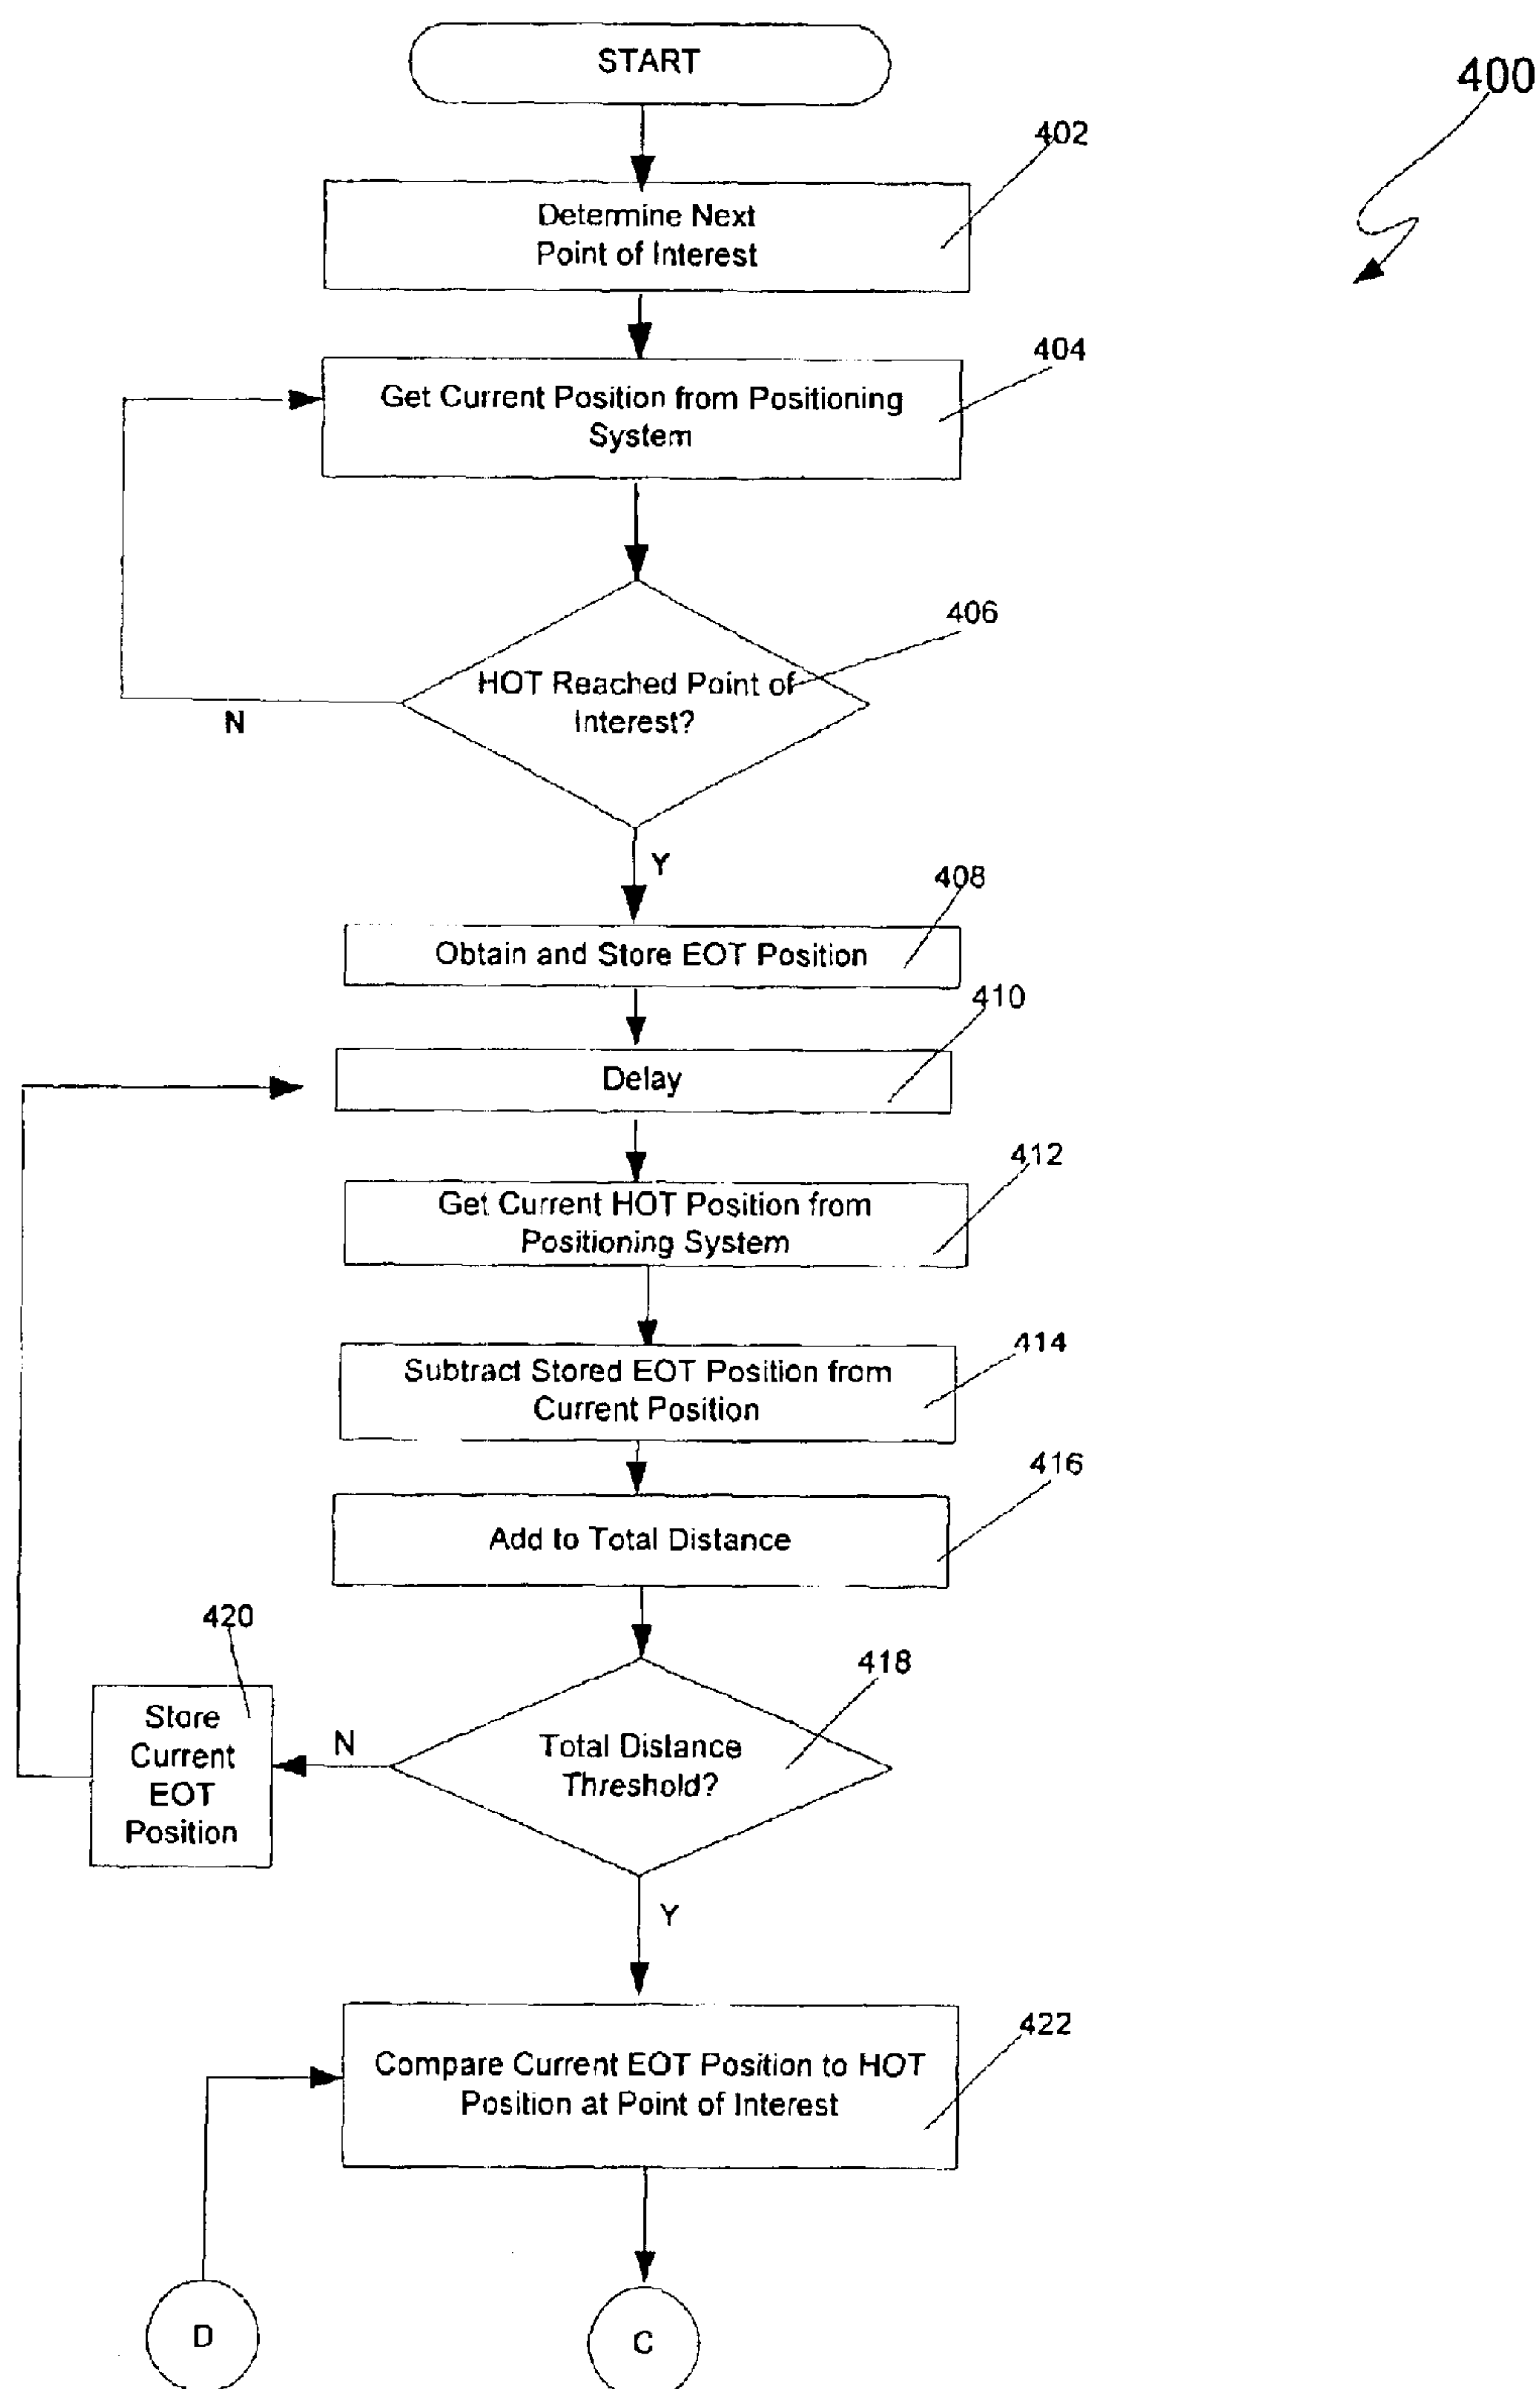 START
400
402
Determine Next
Point of Interest
404
Get Current Position from Positioning
System
406
HOT Reached Point of
Interest?
N
Y
408
Obtain and Store EOT Position
410
Delay
412
Get Current HOT Position from
Positioning System
414
Subtract Stored EOT Position from
Current Position
416
Add to Total Distance
420
418
Store
Current
EOT
Position
N
Total Distance
Threshold?
Y
422
Compare Current EOT Position to HOT
Position at Point of Interest
D
C